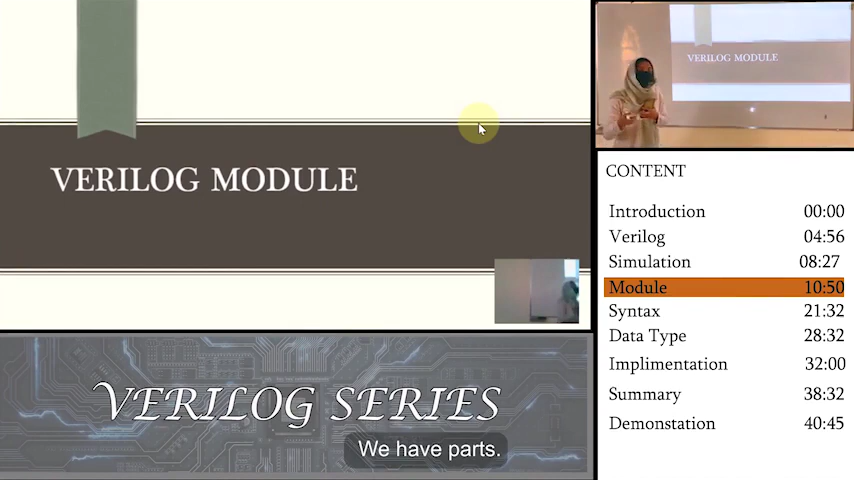 VERILOG MODULE
VERILOG MODULE
CONTENT
Introduction 00:00
Verilog 04:56
Simulation 08:27
Module 10:50
Syntax 21:32
Data Type 28:32
Implimentation 32:00
Summary 38:32
Demonstation 40:45
VERILOG SERIES
We have parts.